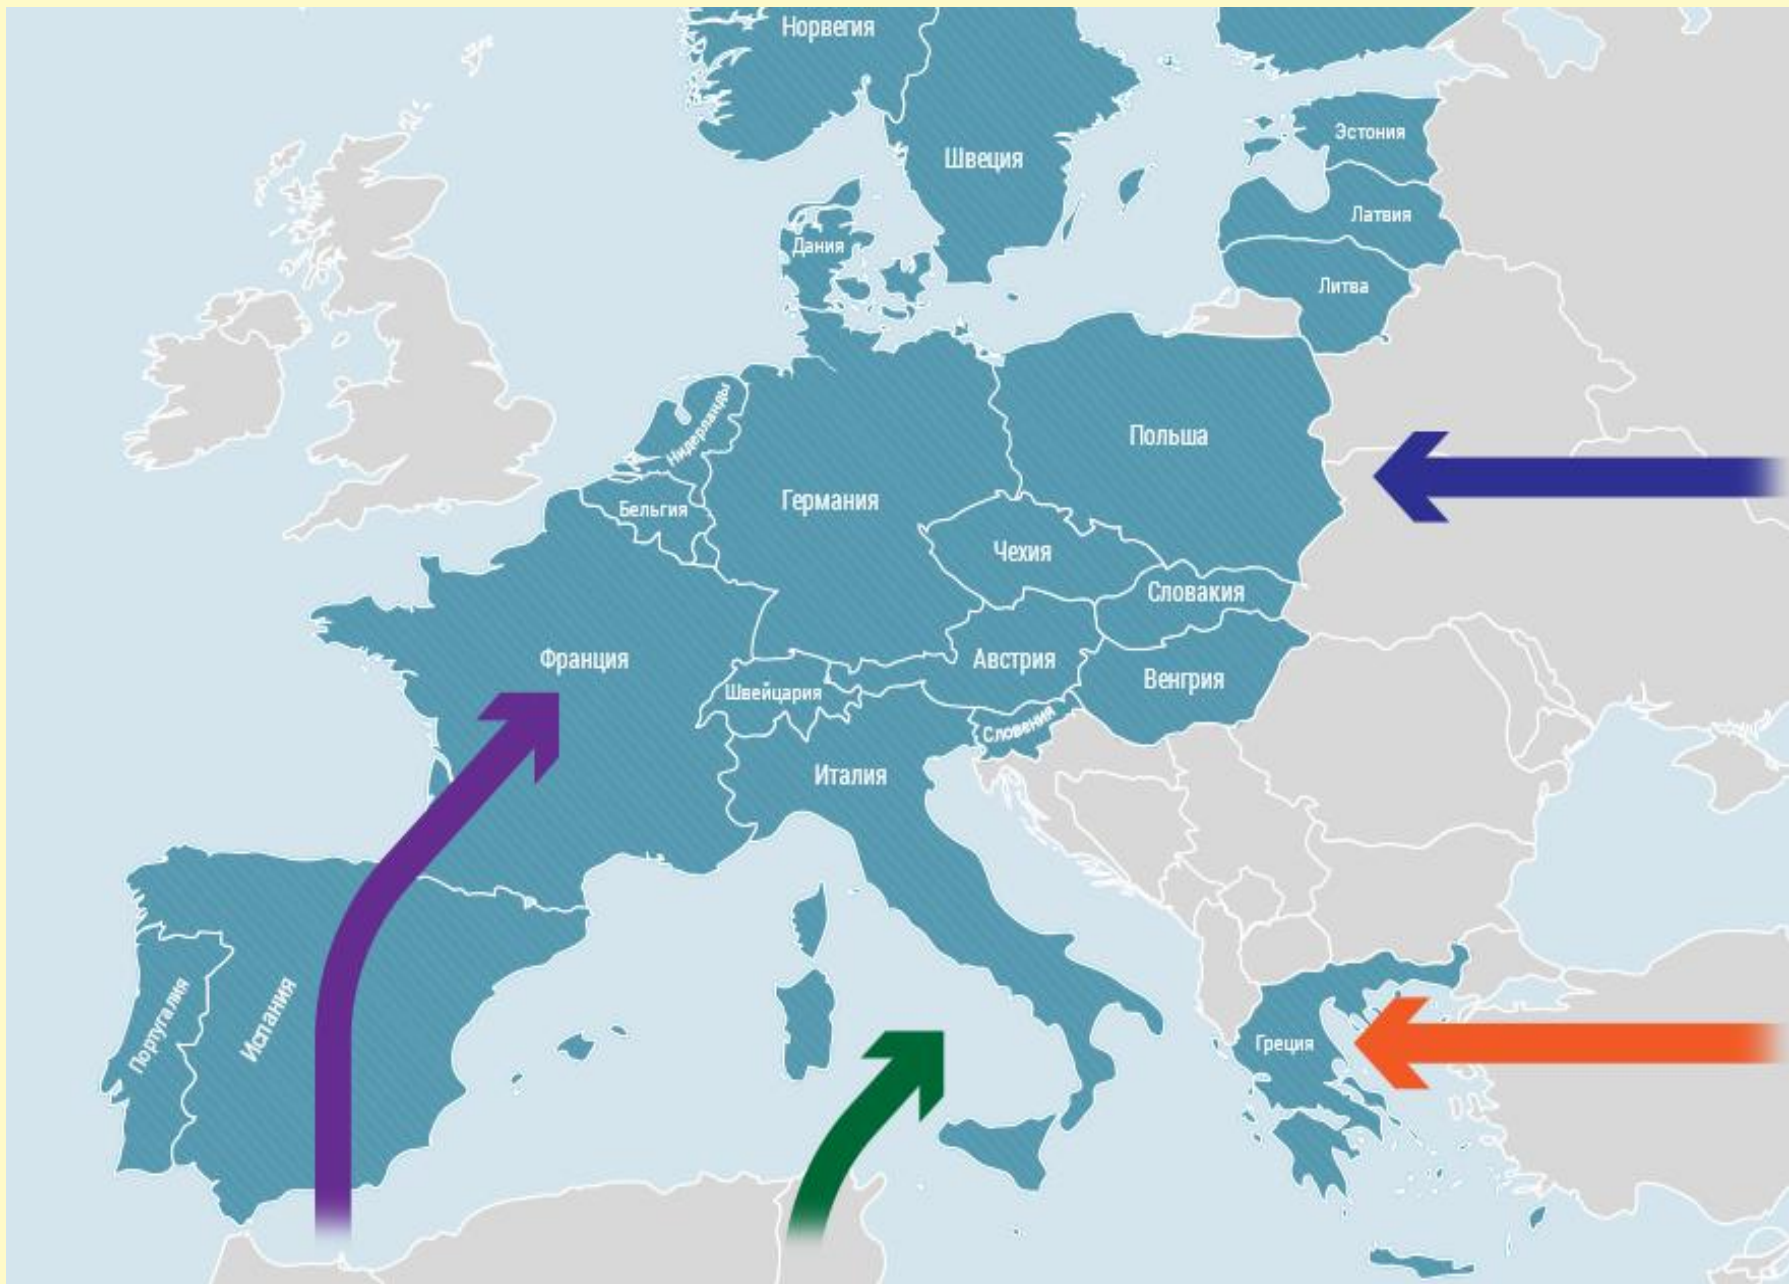 Норвегия
Эстония
Швеция
Латвия
Дания
Литва
Нидерланды
Польша
Германия
Бельгия
Чехия
Словакия
Франция
Австрия
Венгрия
Швейцария
Словения
Италия
Португалия
Испания
Греция